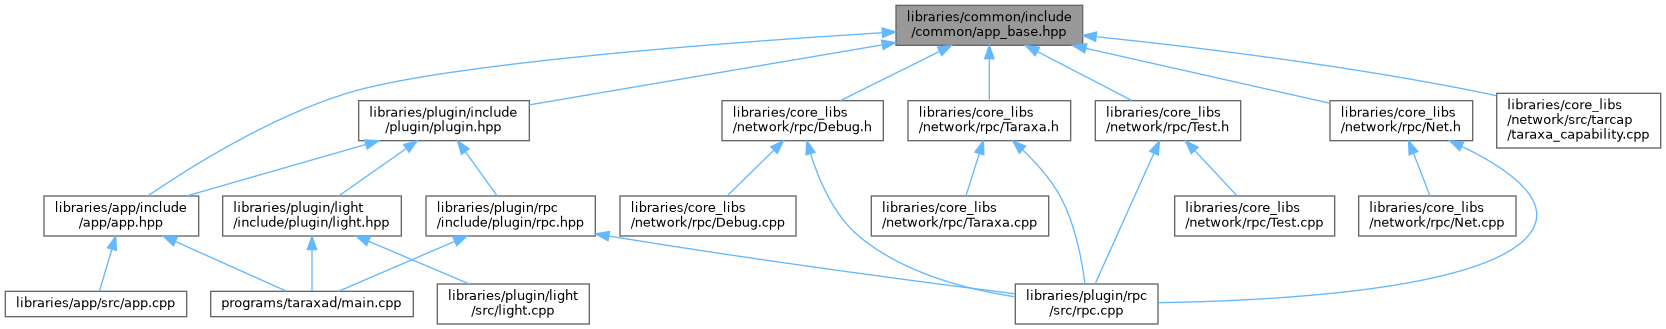 libraries/common/include
/common/app_base.hpp
libraries/plugin/include
/plugin/plugin.hpp
libraries/core_libs
/network/rpc/Debug.h
libraries/core_libs
/network/rpc/Taraxa.h
libraries/core_libs
/network/rpc/Test.h
libraries/core_libs
/network/rpc/Net.h
libraries/core_libs
/network/src/tarcap
/taraxa_capability.cpp
libraries/app/include
/app/app.hpp
libraries/plugin/light
/include/plugin/light.hpp
libraries/plugin/rpc
/include/plugin/rpc.hpp
libraries/core_libs
/network/rpc/Debug.cpp
libraries/core_libs
/network/rpc/Taraxa.cpp
libraries/core_libs
/network/rpc/Test.cpp
libraries/core_libs
/network/rpc/Net.cpp
libraries/app/src/app.cpp
programs/taraxad/main.cpp
libraries/plugin/light
/src/light.cpp
libraries/plugin/rpc
/src/rpc.cpp